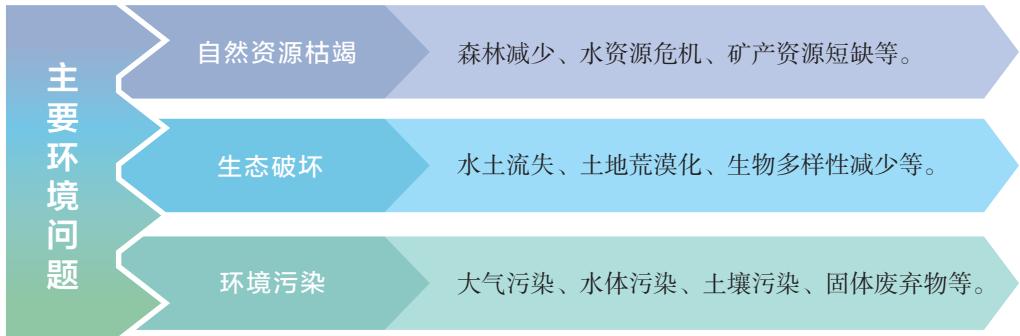 主要环境问题
自然资源枯竭
森林减少、水资源危机、矿产资源短缺等。
生态破坏
水土流失、土地荒漠化、生物多样性减少等。
环境污染
大气污染、水体污染、土壤污染、固体废弃物等。